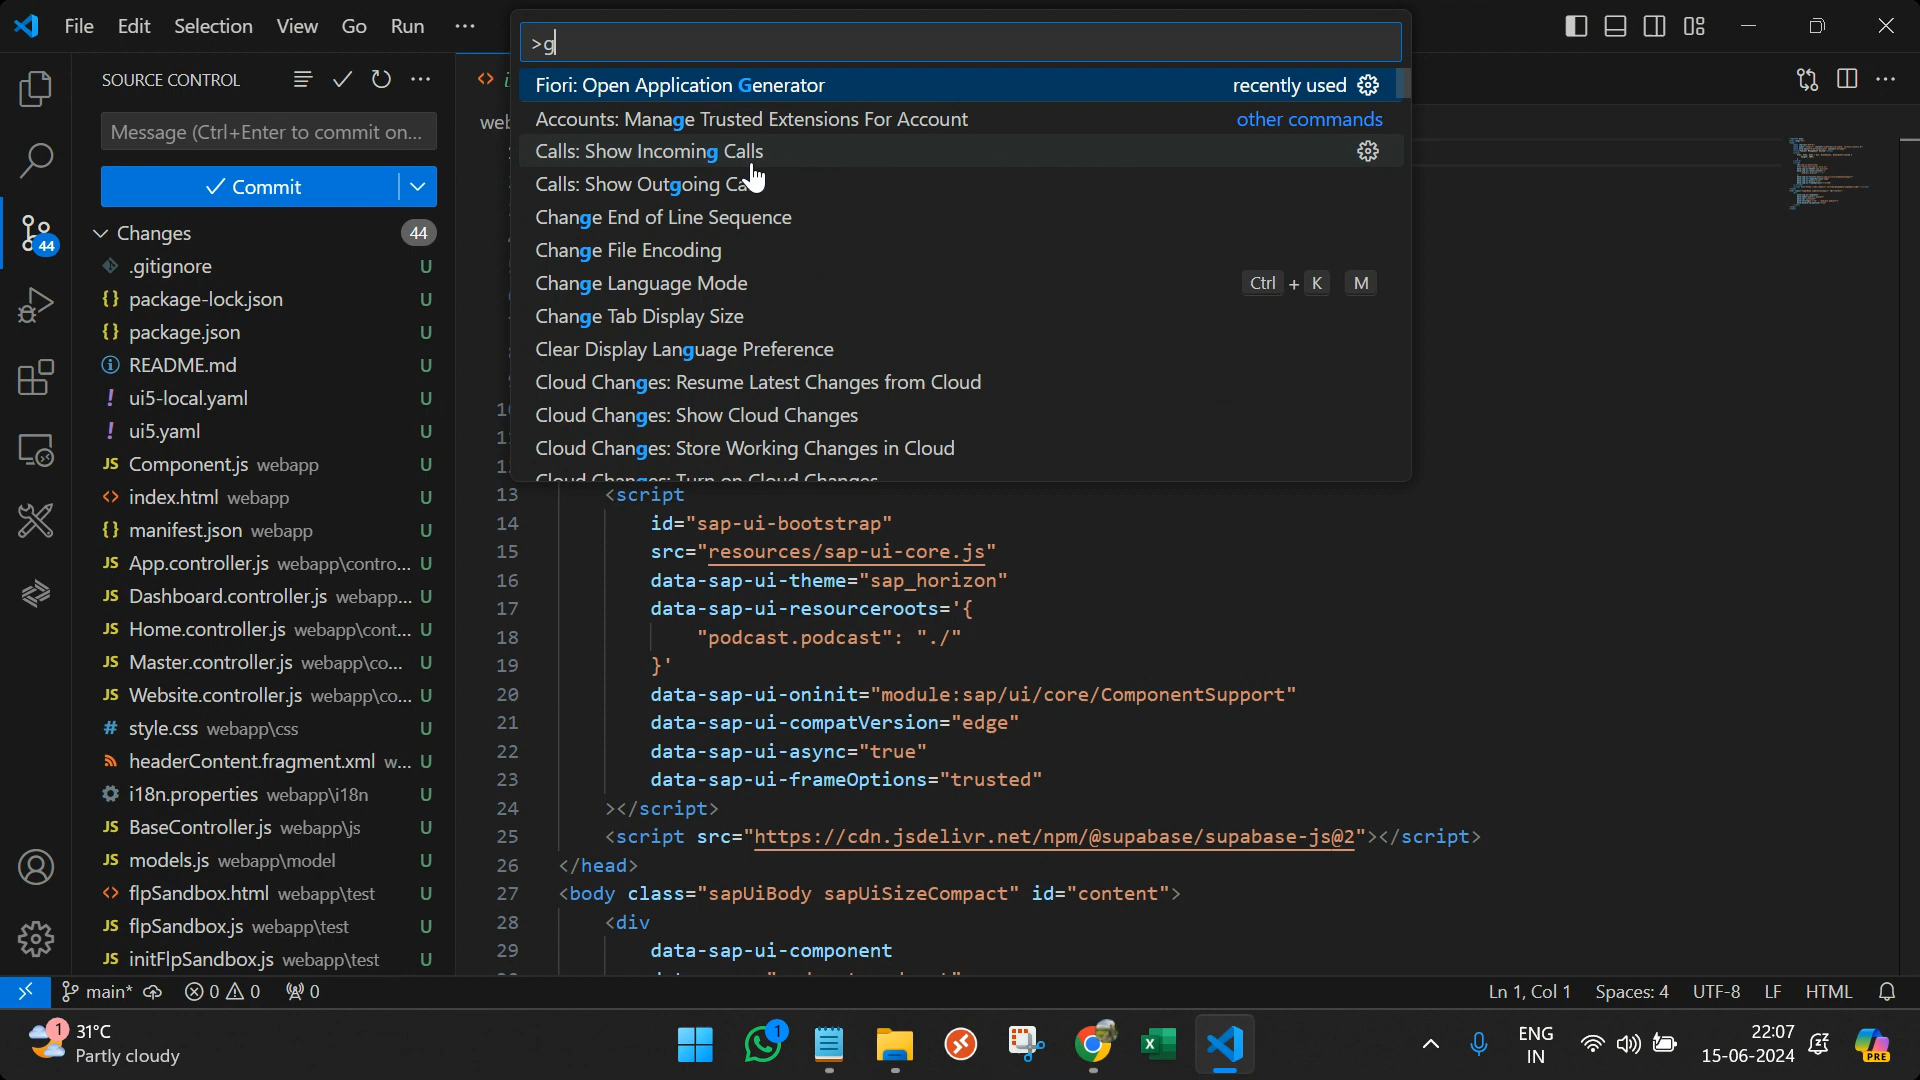 File Edit Selection View Go Run ···
>g
SOURCE CONTROL
Message (Ctrl+Enter to commit on...
Commit
Changes 44
.gitignore U
package-lock.json U
package.json U
README.md U
ui5-local.yaml U
ui5.yaml U
Component.js webapp U
index.html webapp U
manifest.json webapp U
App.controller.js webapp\contro... U
Dashboard.controller.js webapp... U
Home.controller.js webapp\cont... U
Master.controller.js webapp\co... U
Website.controller.js webapp\co... U
style.css webapp\css U
headerContent.fragment.xml w... U
i18n.properties webapp\i18n U
BaseController.js webapp\js U
models.js webapp\model U
flpSandbox.html webapp\test U
flpSandbox.js webapp\test U
initFlpSandbox.js webapp\test U
44
Fiori: Open Application Generator recently used
Accounts: Manage Trusted Extensions For Account other commands
Calls: Show Incoming Calls
Calls: Show Outgoing
Change End of Line Sequence
Change File Encoding
Change Language Mode Ctrl + K M
Change Tab Display Size
Clear Display Language Preference
Cloud Changes: Resume Latest Changes from Cloud
Cloud Changes: Show Cloud Changes
Cloud Changes: Store Working Changes in Cloud
Cloud Changes: Turn on Cloud Changes
13 <script
14 id="sap-ui-bootstrap"
15 src="resources/sap-ui-core.js"
16 data-sap-ui-theme="sap_horizon"
17 data-sap-ui-resourceroots='{
18 "podcast.podcast": "./"
19 }'
20 data-sap-ui-oninit="module:sap/ui/core/ComponentSupport"
21 data-sap-ui-compatVersion="edge"
22 data-sap-ui-async="true"
23 data-sap-ui-frameOptions="trusted"
24 ></script>
25 <script src="https://cdn.jsdelivr.net/npm/@supabase/supabase-js@2"></script>
26 </head>
27 <body class="sapUiBody sapUiSizeCompact" id="content">
28 <div
29 data-sap-ui-component
main* 0 0 0
Ln 1, Col 1 Spaces: 4 UTF-8 LF HTML
1 31°C
Partly cloudy
1
ENG
IN
22:07
15-06-2024
PRE